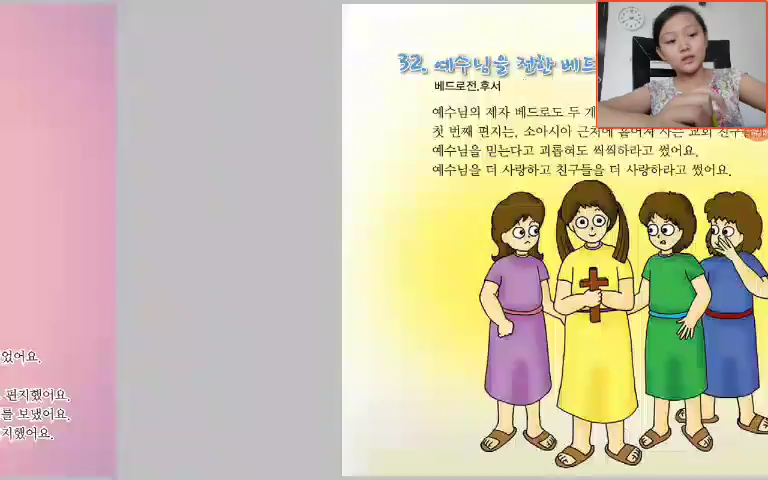 었어요.
편지했어요.
를 보냈어요.
지했어요.
32. 예수님을 전한 베드
베드로전.후서
예수님의 제자 베드로도 두 개
첫 번째 편지는, 소아시아 근처에 흩어져 사는 교회 친구
예수님을 믿는다고 괴롭혀도 씩씩하라고 썼어요.
예수님을 더 사랑하고 친구들을 더 사랑하라고 썼어요.